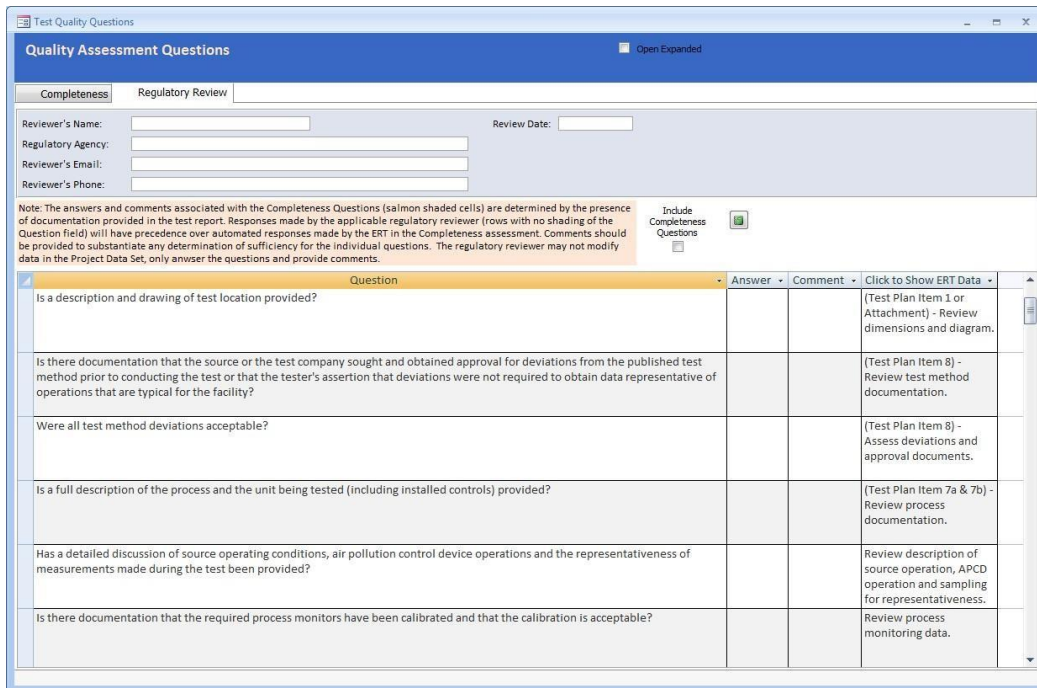 Test Quality Questions
Quality Assessment Questions
Open Expanded
Completeness
Regulatory Review
Reviewer's Name:
Review Date:
Regulatory Agency:
Reviewer's Email:
Reviewer's Phone:
Note: The answers and comments associated with the Completeness Questions (salmon shaded cells) are determined by the presence
of documentation provided in the test report. Responses made by the applicable regulatory reviewer (rows with no shading of the
Question field) will have precedence over automated responses made by the ERT in the Completeness assessment. Comments should
be provided to substantiate any determination of sufficiency for the individual questions. The regulatory reviewer may not modify
data in the Project Data Set, only anwser the questions and provide comments.
Include
Completeness
Questions
Question
Answer
Comment
Click to Show ERT Data
Is a description and drawing of test location provided?
(Test Plan Item 1 or
Attachment) - Review
dimensions and diagram.
Is there documentation that the source or the test company sought and obtained approval for deviations from the published test
method prior to conducting the test or that the tester's assertion that deviations were not required to obtain data representative of
operations that are typical for the facility?
(Test Plan Item 8) -
Review test method
documentation.
Were all test method deviations acceptable?
(Test Plan Item 8) -
Assess deviations and
approval documents.
Is a full description of the process and the unit being tested (including installed controls) provided?
(Test Plan Item 7a & 7b) -
Review process
documentation.
Has a detailed discussion of source operating conditions, air pollution control device operations and the representativeness of
measurements made during the test been provided?
Review description of
source operation, APCD
operation and sampling
for representativeness.
Is there documentation that the required process monitors have been calibrated and that the calibration is acceptable?
Review process
monitoring data.